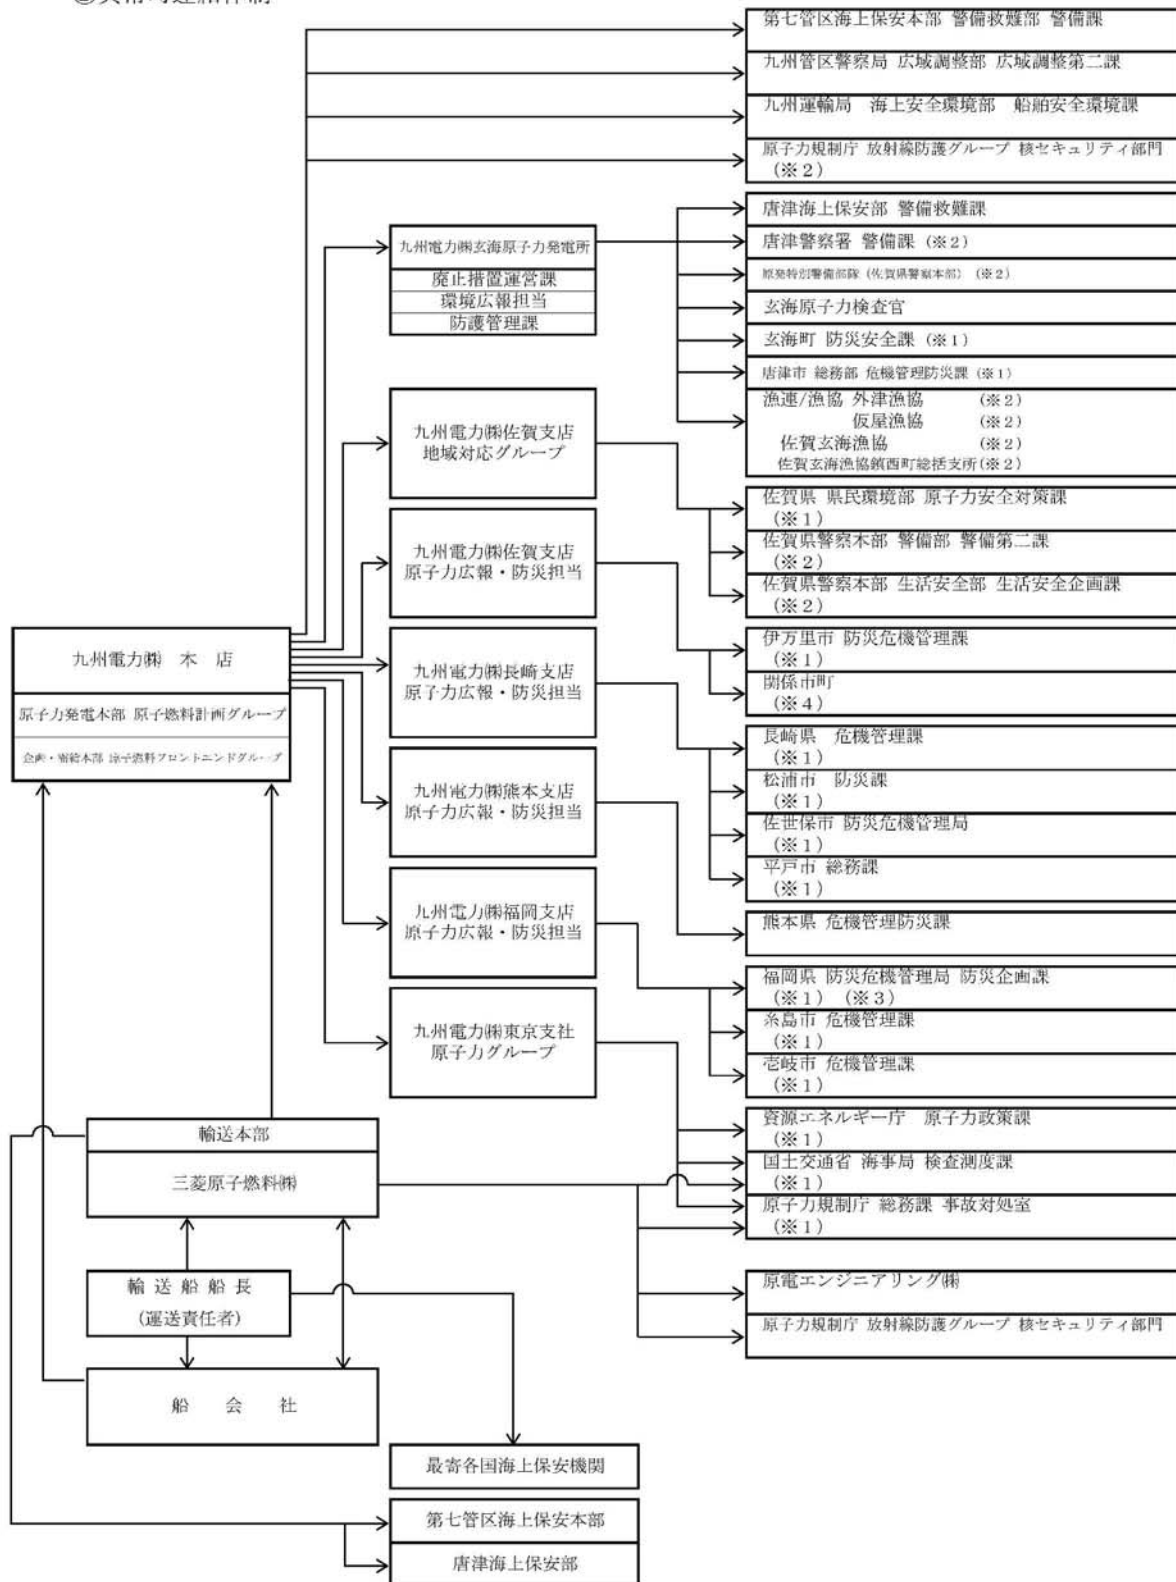 異常時連絡体制
第七管区海上保安本部 警備救難部 警備課
九州管区警察局 広域調整部 広域調整第二課
九州運輸局 海上安全環境部 船舶安全環境課
原子力規制庁 放射線防護グループ 核セキュリティ部門
(※2)
九州電力㈱玄海原子力発電所
廃止措置運営課
環境広報担当
防護管理課
唐津海上保安部 警備救難課
唐津警察署 警備課 (※2)
原発特別警備部隊 (佐賀県警察本部) (※2)
玄海原子力検査官
玄海町 防災安全課 (※1)
唐津市 総務部 危機管理防災課 (※1)
漁連/漁協 外津漁協 (※2)
仮屋漁協 (※2)
佐賀玄海漁協 (※2)
佐賀玄海漁協鎮西町総括支所(※2)
九州電力㈱佐賀支店
地域対応グループ
佐賀県 県民環境部 原子力安全対策課
(※1)
佐賀県警察本部 警備部 警備第二課
(※2)
佐賀県警察本部 生活安全部 生活安全企画課
(※2)
九州電力㈱佐賀支店
原子力広報・防災担当
伊万里市 防災危機管理課
(※1)
関係市町
(※4)
九州電力㈱ 本 店
原子力発電本部 原子燃料計画グループ
企画・需給本部 原子燃料フロントエンドグループ
九州電力㈱長崎支店
原子力広報・防災担当
長崎県 危機管理課
(※1)
松浦市 防災課
(※1)
佐世保市 防災危機管理局
(※1)
平戸市 総務課
(※1)
九州電力㈱熊本支店
原子力広報・防災担当
熊本県 危機管理防災課
九州電力㈱福岡支店
原子力広報・防災担当
福岡県 防災危機管理局 防災企画課
(※1) (※3)
糸島市 危機管理課
(※1)
壱岐市 危機管理課
(※1)
九州電力㈱東京支社
原子力グループ
資源エネルギー庁 原子力政策課
(※1)
国土交通省 海事局 検査測度課
(※1)
原子力規制庁 総務課 事故対処室
(※1)
輸送本部
三菱原子燃料㈱
原電エンジニアリング㈱
原子力規制庁 放射線防護グループ 核セキュリティ部門
輸 送 船 船 長
(運送責任者)
船 会 社
最寄各国海上保安機関
第七管区海上保安本部
唐津海上保安部